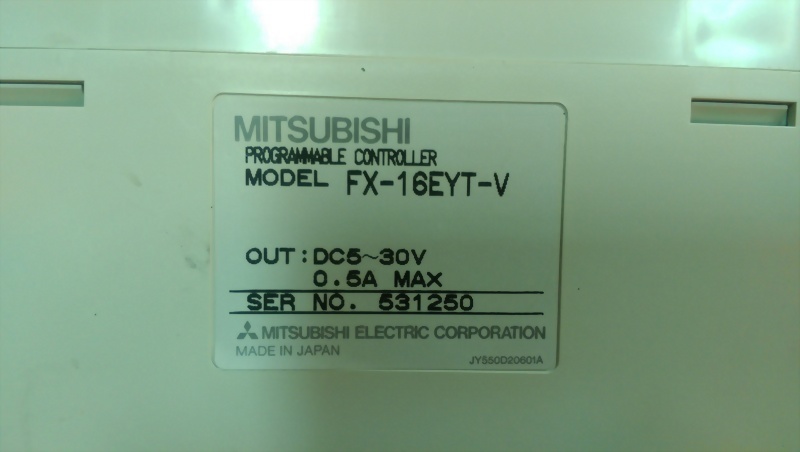 MITSUBISHI
PROGRAMMABLE CONTROLLER
MODEL FX-16EYT-V
OUT:DC5~30V
0.5A MAX
SER NO. 531250
MITSUBISHI ELECTRIC CORPORATION
MADE IN JAPAN
JY550D20601A